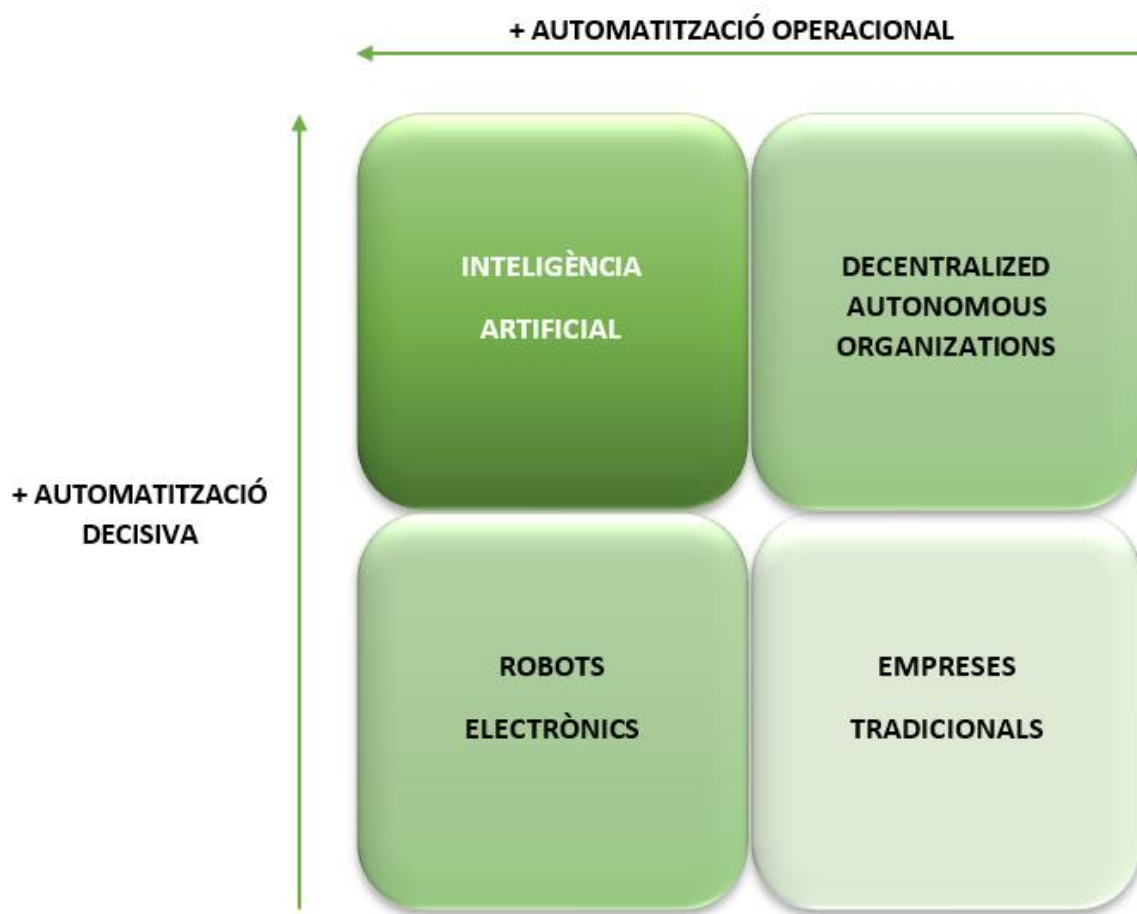 + AUTOMATITZACIÓ OPERACIONAL
INTELIGÈNCIA
ARTIFICIAL
DECENTRALIZED
AUTONOMOUS
ORGANIZATIONS
+ AUTOMATITZACIÓ
DECISIVA
ROBOTS
ELECTRÒNICS
EMPRESES
TRADICIONALS